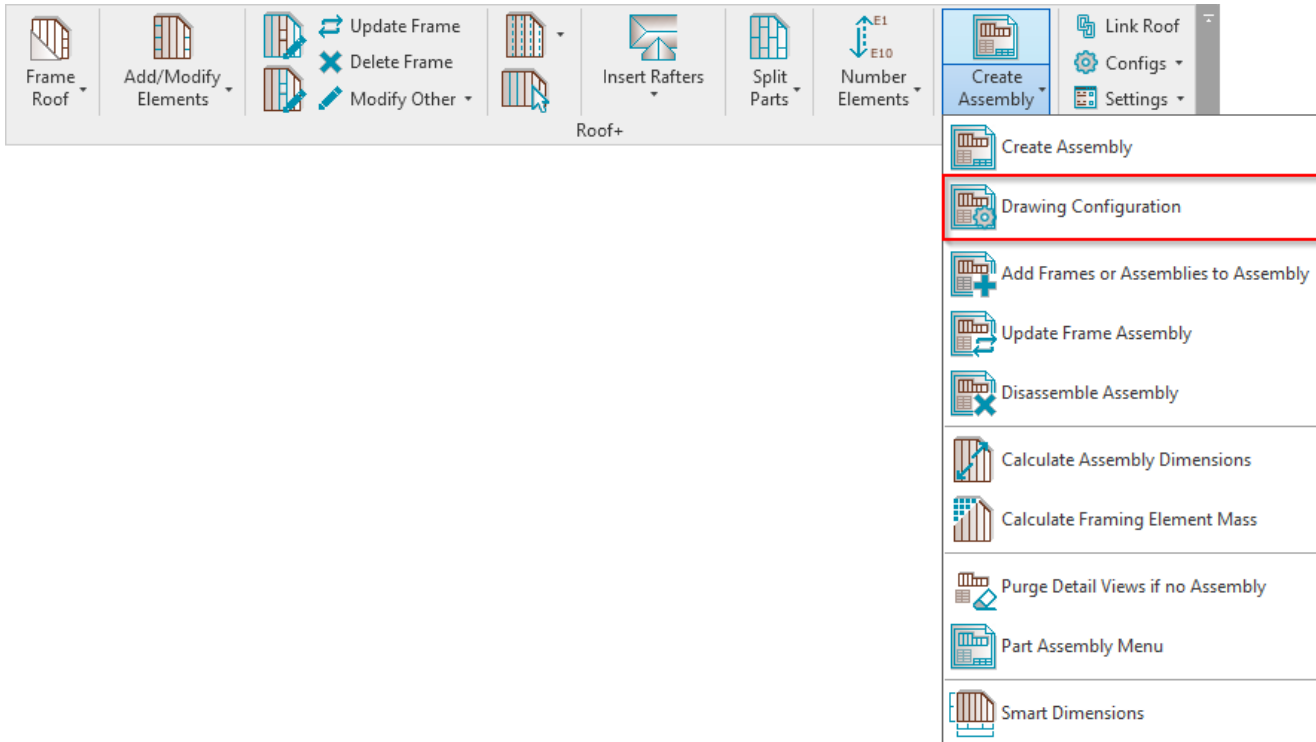 Frame
Roof
Add/Modify
Elements
Update Frame
Delete Frame
Modify Other
Insert Rafters
Split
Parts
E1
E10
Number
Elements
Create
Assembly
Link Roof
Configs
Settings
Roof+
Create Assembly
Drawing Configuration
Add Frames or Assemblies to Assembly
Update Frame Assembly
Disassemble Assembly
Calculate Assembly Dimensions
Calculate Framing Element Mass
Purge Detail Views if no Assembly
Part Assembly Menu
Smart Dimensions